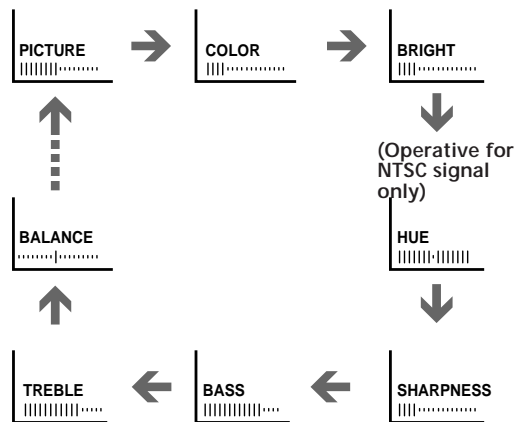 PICTURE
COLOR
BRIGHT
(Operative for
NTSC signal
only)
HUE
SHARPNESS
BASS
TREBLE
BALANCE